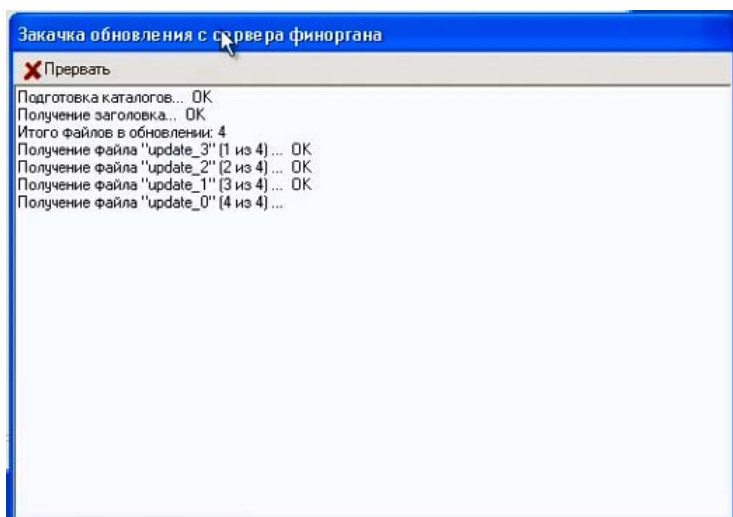 Закачка обновления с сервера финоргана
Прервать
Подготовка каталогов... OK
Получение заголовка... OK
Итого файлов в обновлении: 4
Получение файла "update_3" (1 из 4) ... OK
Получение файла "update_2" (2 из 4) ... OK
Получение файла "update_1" (3 из 4) ... OK
Получение файла "update_0" (4 из 4) ...